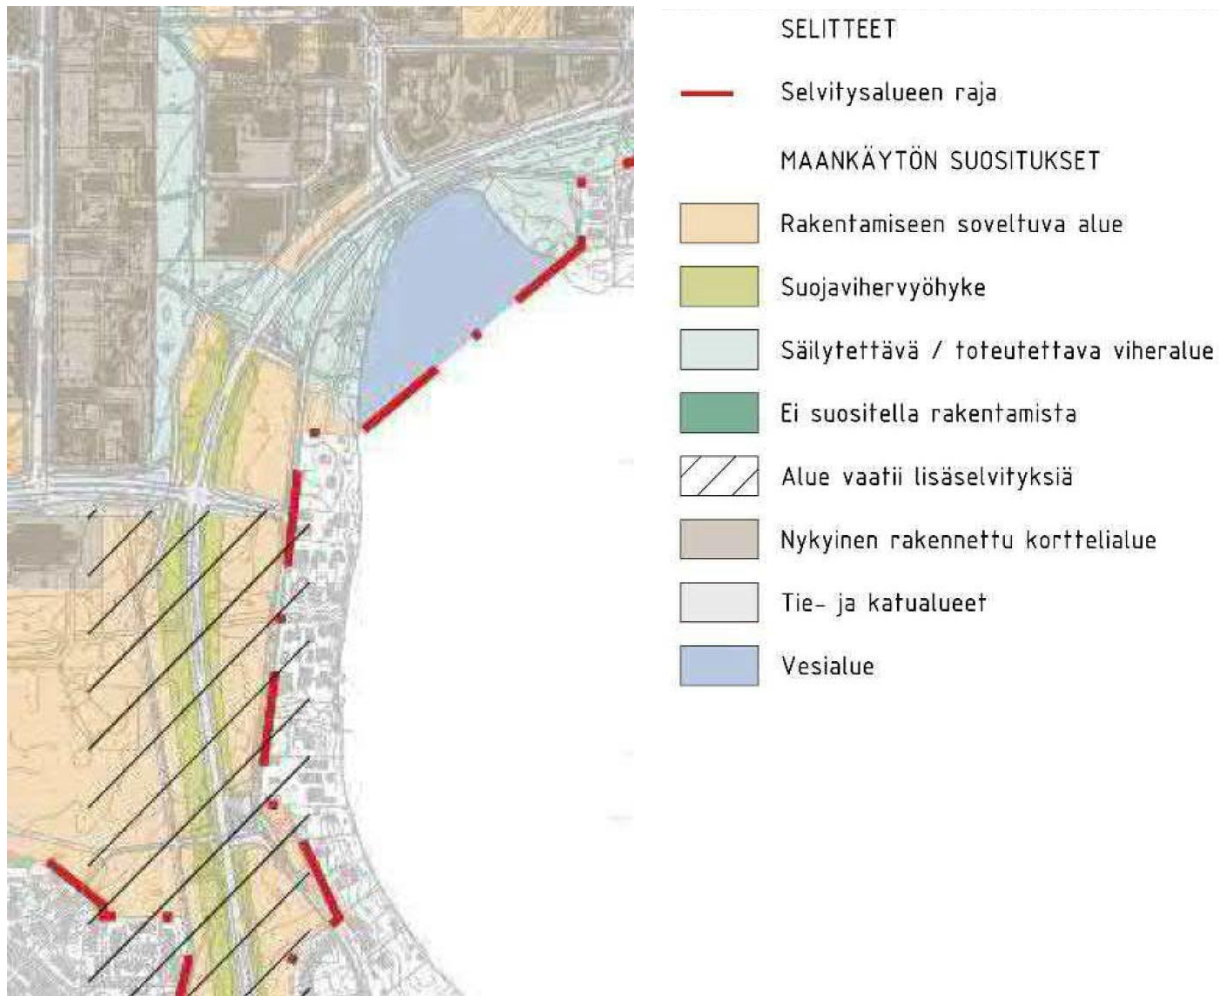 SELITTEET
Selvitysalueen raja
MAANKÄYTÖN SUOSITUKSET
Rakentamiseen soveltuva alue
Suojavihervyöhyke
Säilytettävä / toteutettava viheralue
Ei suositella rakentamista
Alue vaatii lisäselvityksiä
Nykyinen rakennettu korttelialue
Tie- ja katualueet
Vesialue